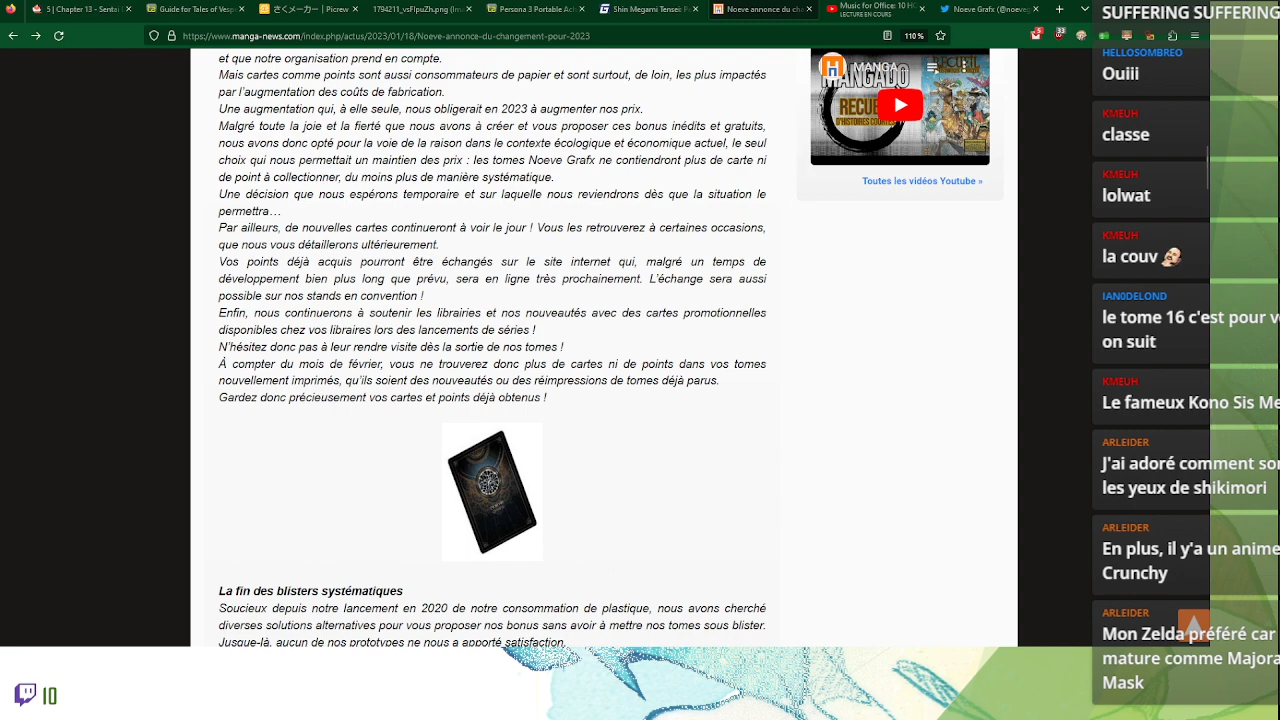 5 | Chapter 13 - Sentai
Guide for Tales of Vesp
さくメーカー｜Picrew
1794211_vsFIpuZh.png (Ima
Persona 3 Portable Ach
Shin Megami Tensei: Pe
Noeve annonce du cha
Music for Office: 10 HO
LECTURE EN COURS
Noeve Grafx (@noeveg
https://www.manga-news.com/index.php/actus/2023/01/18/Noeve-annonce-du-changement-pour-2023
110 %
et que notre organisation prend en compte.
Mais cartes comme points sont aussi consommateurs de papier et sont surtout, de loin, les plus impactés
par l'augmentation des coûts de fabrication.
Une augmentation qui, à elle seule, nous obligerait en 2023 à augmenter nos prix.
Malgré toute la joie et la fierté que nous avons à créer et vous proposer ces bonus inédits et gratuits,
nous avons donc opté pour la voie de la raison dans le contexte écologique et économique actuel, le seul
choix qui nous permettait un maintien des prix : les tomes Noeve Grafx ne contiendront plus de carte ni
de point à collectionner, du moins plus de manière systématique.
Une décision que nous espérons temporaire et sur laquelle nous reviendrons dès que la situation le
permettra…
Par ailleurs, de nouvelles cartes continueront à voir le jour ! Vous les retrouverez à certaines occasions,
que nous vous détaillerons ultérieurement.
Vos points déjà acquis pourront être échangés sur le site internet qui, malgré un temps de
développement bien plus long que prévu, sera en ligne très prochainement. L'échange sera aussi
possible sur nos stands en convention !
Enfin, nous continuerons à soutenir les librairies et nos nouveautés avec des cartes promotionnelles
disponibles chez vos libraires lors des lancements de séries !
N'hésitez donc pas à leur rendre visite dès la sortie de nos tomes !
À compter du mois de février, vous ne trouverez donc plus de cartes ni de points dans vos tomes
nouvellement imprimés, qu'ils soient des nouveautés ou des réimpressions de tomes déjà parus.
Gardez donc précieusement vos cartes et points déjà obtenus !
La fin des blisters systématiques
Soucieux depuis notre lancement en 2020 de notre consommation de plastique, nous avons cherché
diverses solutions alternatives pour vous proposer nos bonus sans avoir à mettre nos tomes sous blister.
Jusque-là, aucun de nos prototypes ne nous a apporté satisfaction.
MANGA
MANGADO
RECUEIL
D'HISTOIRES COURTES
Toutes les vidéos Youtube »
SUFFERING SUFFERING
HELLOSOMBREO
Ouiii
KMEUH
classe
KMEUH
lolwat
KMEUH
la couv
IAN0DELOND
le tome 16 c'est pour v
on suit
KMEUH
Le fameux Kono Sis Me
ARLEIDER
J'ai adoré comment son
les yeux de shikimori
ARLEIDER
En plus, il y'a un anime
Crunchy
ARLEIDER
Mon Zelda préféré car
mature comme Majora
Mask
10